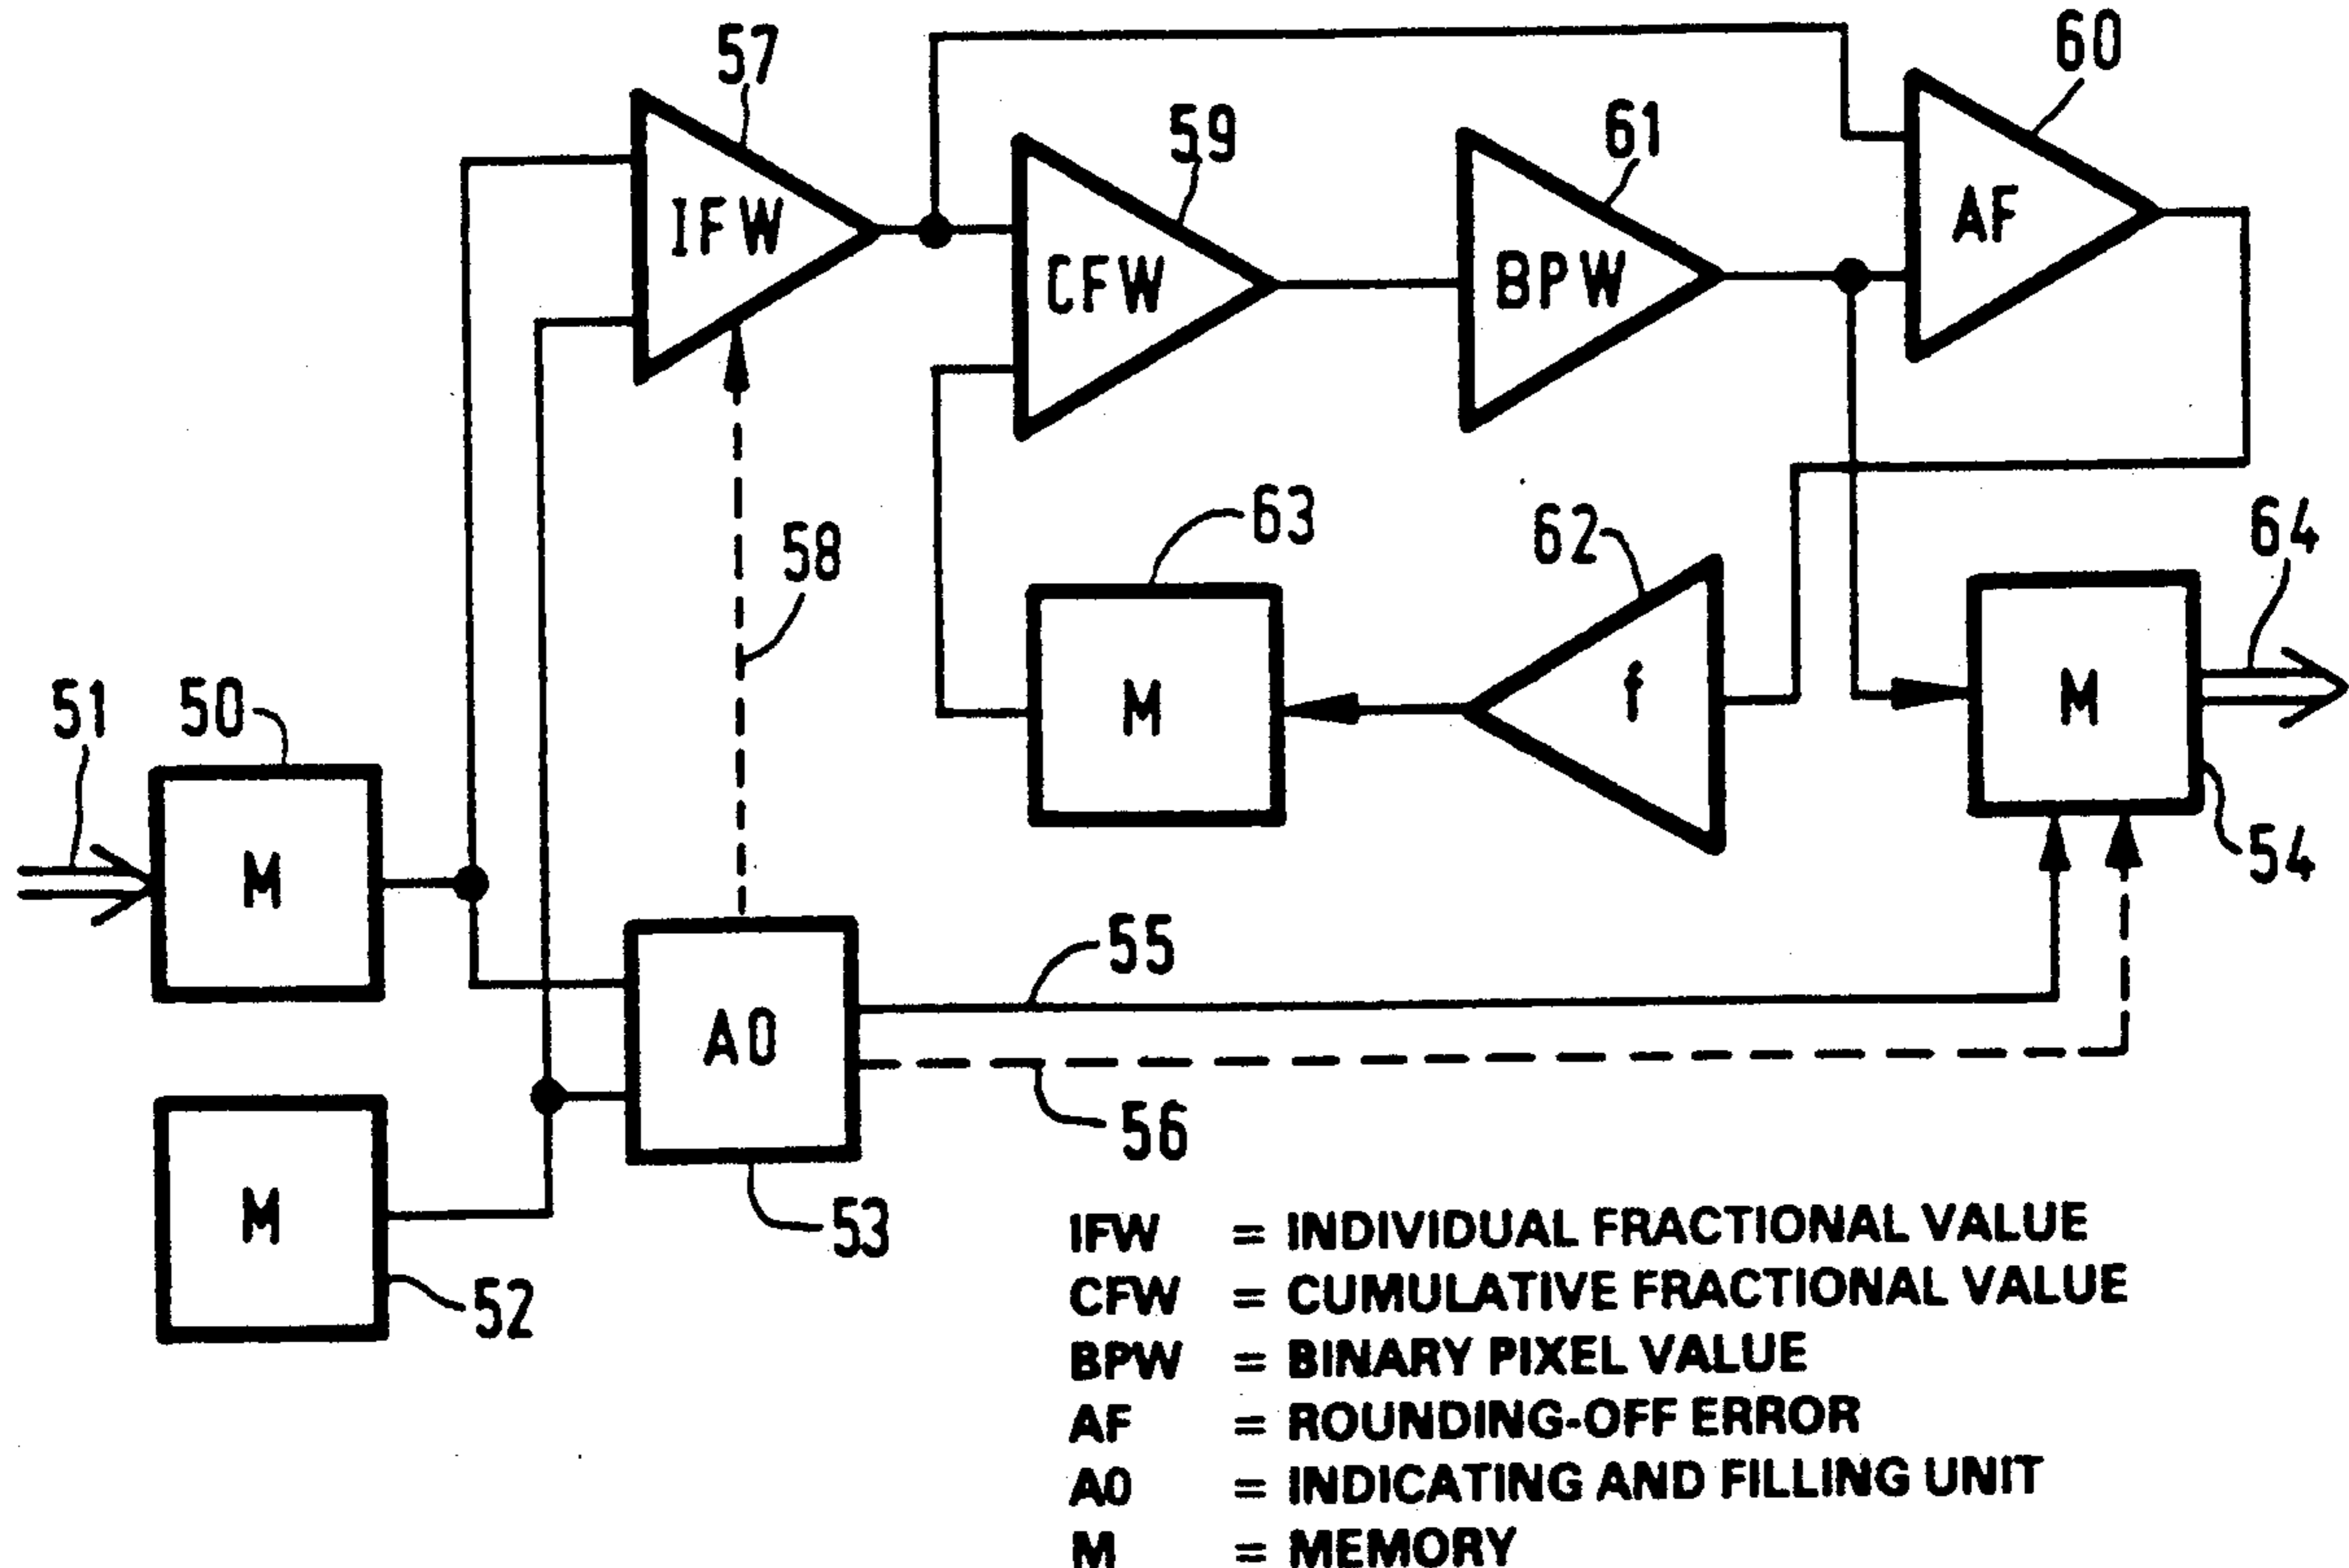 57
60
59
61
IFW
CFW
BPW
AF
58
63
62
64
51
50
M
f
M
M
54
55
A0
56
M
53
52
IFW = INDIVIDUAL FRACTIONAL VALUE
CFW = CUMULATIVE FRACTIONAL VALUE
BPW = BINARY PIXEL VALUE
AF = ROUNDING-OFF ERROR
A0 = INDICATING AND FILLING UNIT
M = MEMORY